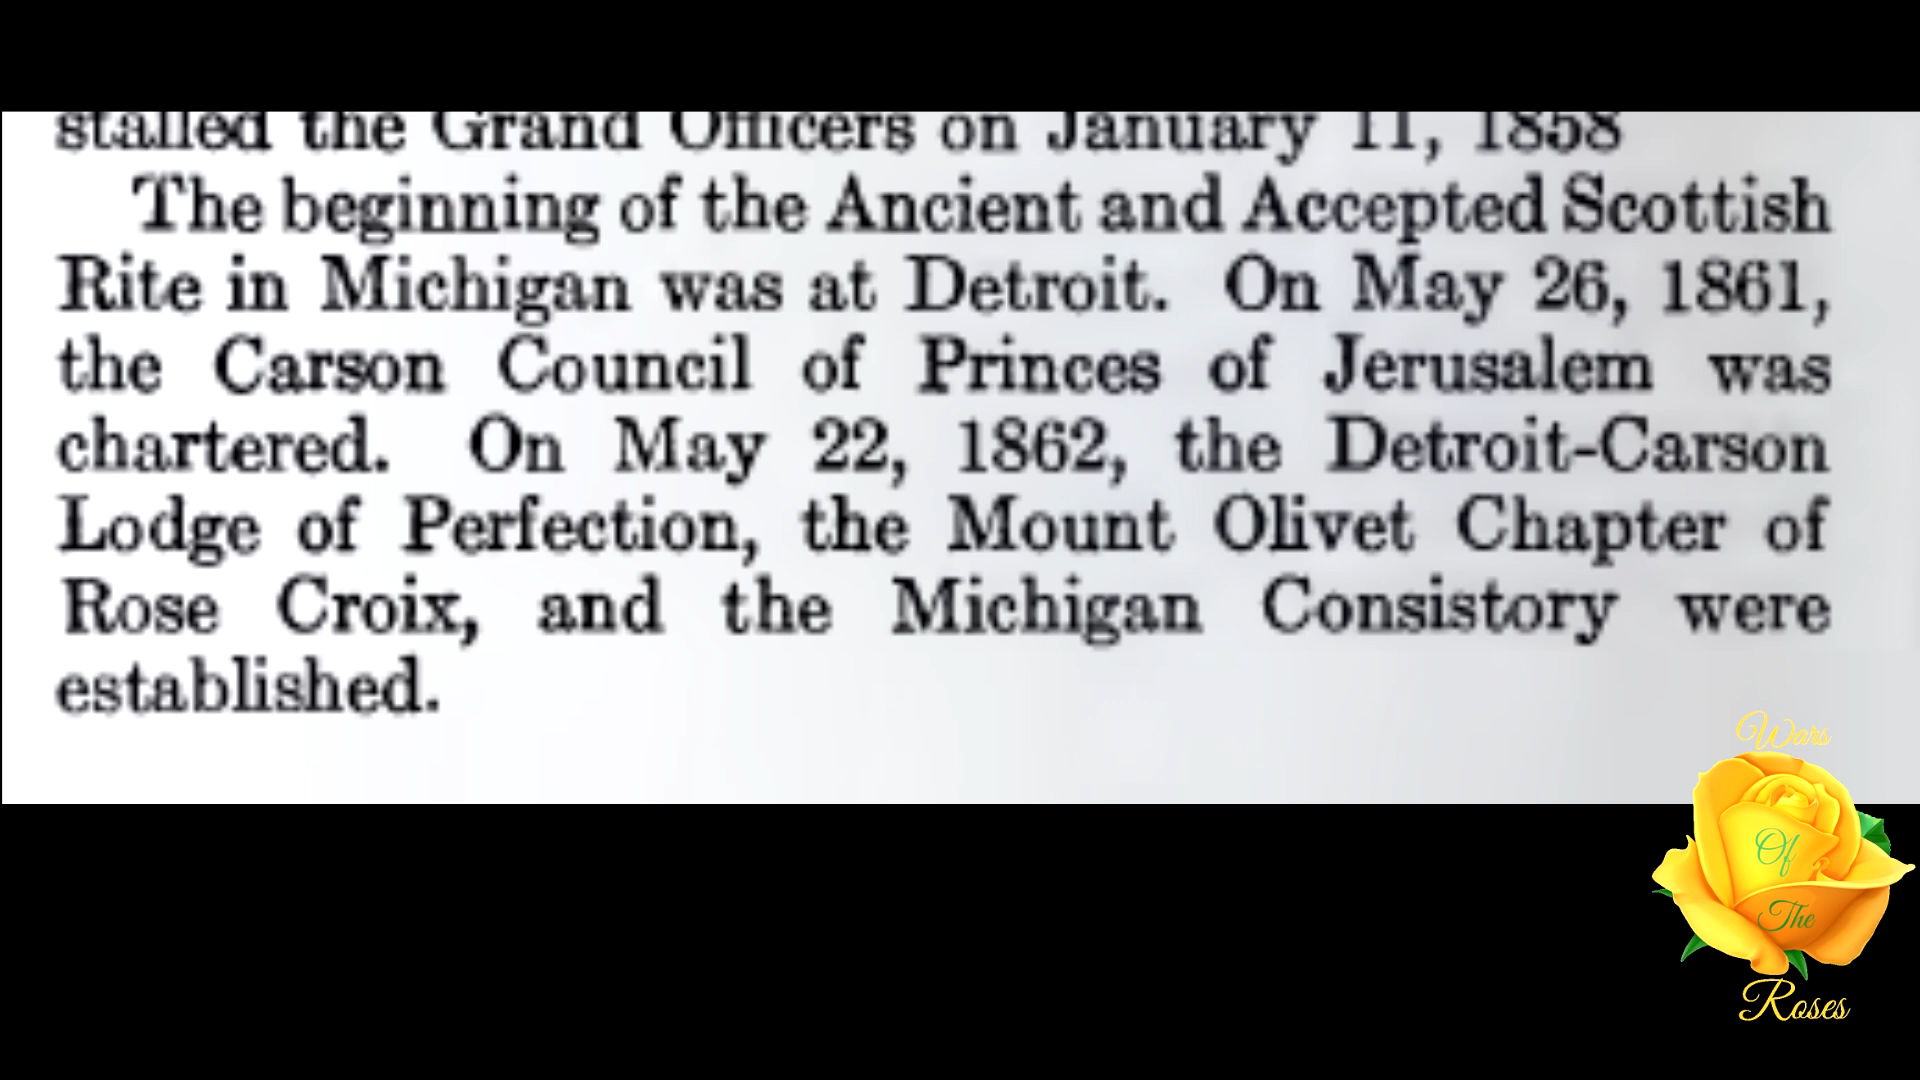 stalled the Grand Officers on January 11, 1858
The beginning of the Ancient and Accepted Scottish
Rite in Michigan was at Detroit. On May 26, 1861,
the Carson Council of Princes of Jerusalem was
chartered. On May 22, 1862, the Detroit-Carson
Lodge of Perfection, the Mount Olivet Chapter of
Rose Croix, and the Michigan Consistory were
established.
Wars
Of
The
Roses